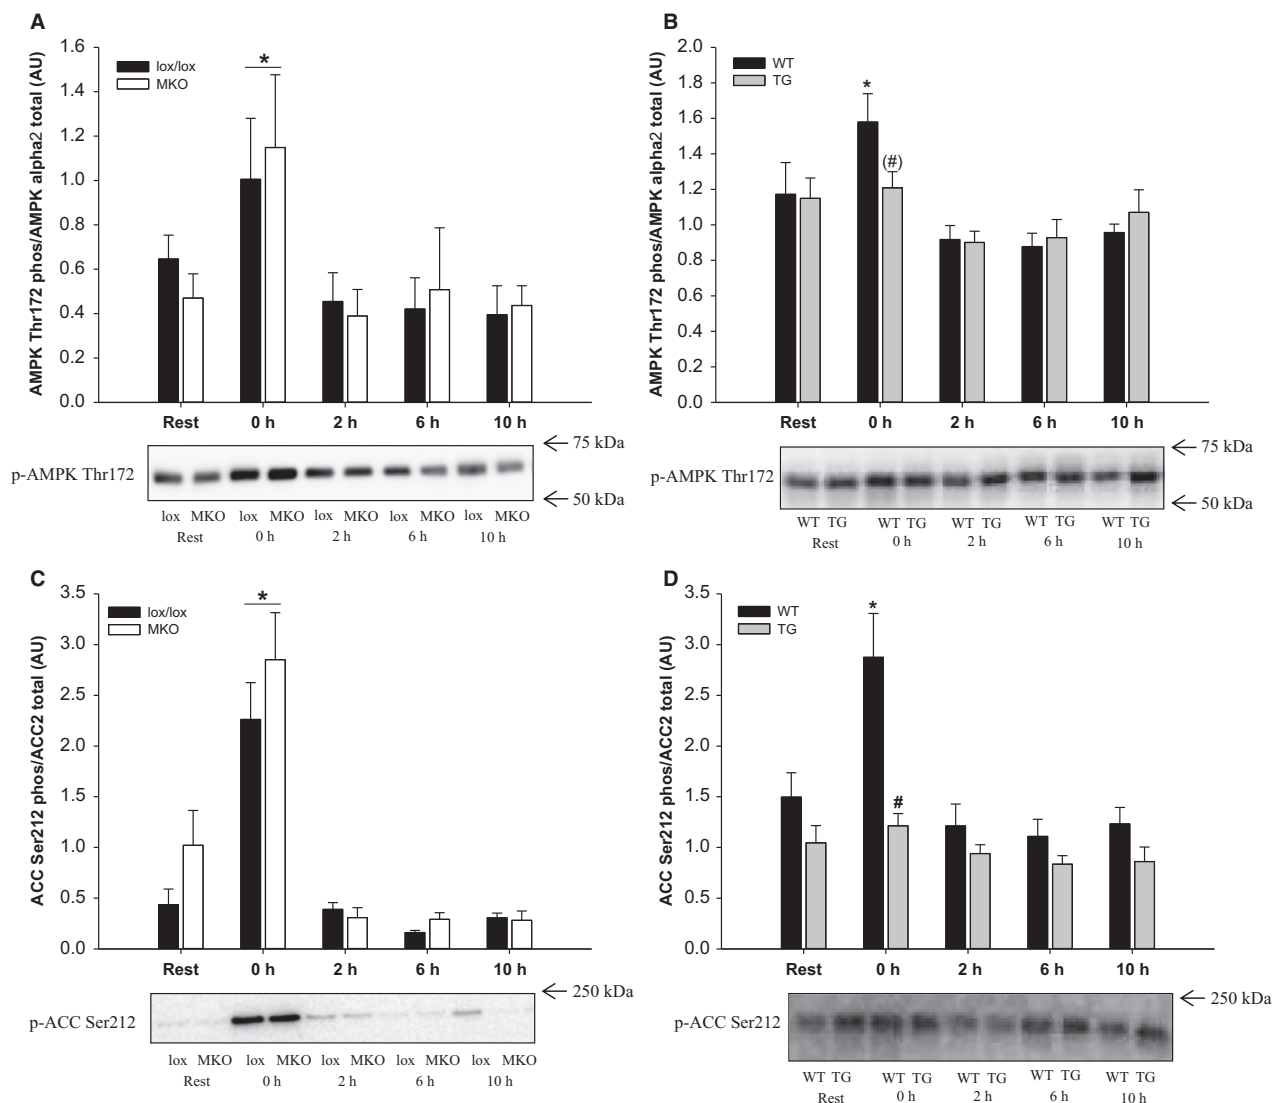 A
AMPK Thr172 phos/AMPK alpha2 total (AU)
1.6
1.4
1.2
1.0
0.8
0.6
0.4
0.2
0.0
lox/lox
MKO
*
Rest 0 h 2 h 6 h 10 h
75 kDa
p-AMPK Thr172
50 kDa
lox MKO lox MKO lox MKO lox MKO lox MKO
Rest 0 h 2 h 6 h 10 h
B
AMPK Thr172 phos/AMPK alpha2 total (AU)
2.0
1.8
1.6
1.4
1.2
1.0
0.8
0.6
0.4
0.2
0.0
WT
TG
*
(#)
Rest 0 h 2 h 6 h 10 h
75 kDa
p-AMPK Thr172
50 kDa
WT TG WT TG WT TG WT TG WT TG
Rest 0 h 2 h 6 h 10 h
C
ACC Ser212 phos/ACC2 total (AU)
3.5
3.0
2.5
2.0
1.5
1.0
0.5
0.0
lox/lox
MKO
*
Rest 0 h 2 h 6 h 10 h
250 kDa
p-ACC Ser212
lox MKO lox MKO lox MKO lox MKO lox MKO
Rest 0 h 2 h 6 h 10 h
D
ACC Ser212 phos/ACC2 total (AU)
3.5
3.0
2.5
2.0
1.5
1.0
0.5
0.0
WT
TG
*
#
Rest 0 h 2 h 6 h 10 h
250 kDa
p-ACC Ser212
WT TG WT TG WT TG WT TG WT TG
Rest 0 h 2 h 6 h 10 h